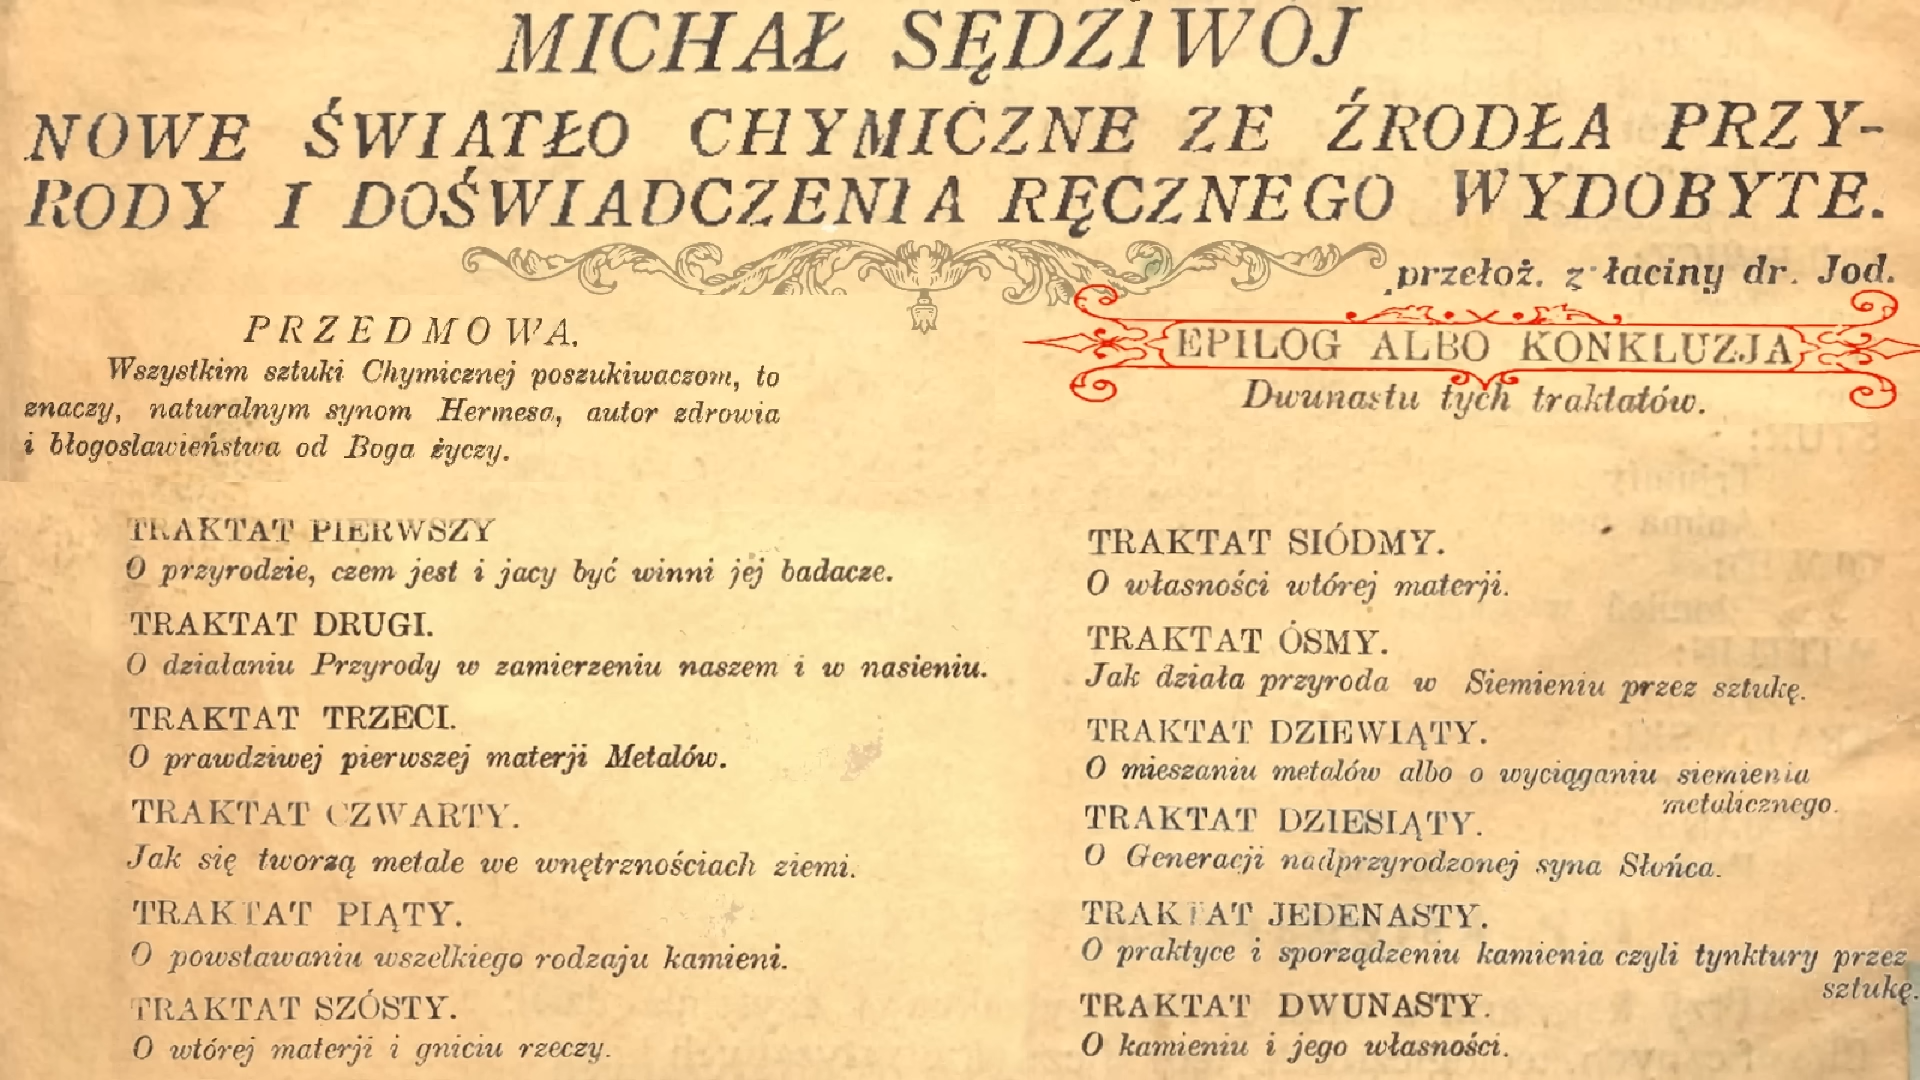 MICHAŁ SĘDZIWÓJ
NOWE ŚWIATŁO CHYMICZNE ZE ŹRODŁA PRZY-
RODY I DOŚWIADCZENIA RĘCZNEGO WYDOBYTE.
przełoż. z łaciny dr. Jod.
PRZEDMOWA.
Wszystkim sztuki Chymicznej poszukiwaczom, to
znaczy, naturalnym synom Hermesa, autor zdrowia
i błogosławieństwa od Boga życzy.
EPILOG ALBO KONKLUZJA
Dwunastu tych traktatów.
TRAKTAT PIERWSZY
O przyrodzie, czem jest i jacy być winni jej badacze.
TRAKTAT DRUGI.
O działaniu Przyrody w zamierzeniu naszem i w nasieniu.
TRAKTAT TRZECI.
O prawdziwej pierwszej materji Metalów.
TRAKTAT CZWARTY.
Jak się tworzą metale we wnętrznościach ziemi.
TRAKTAT PIĄTY.
O powstawaniu wszelkiego rodzaju kamieni.
TRAKTAT SZÓSTY.
O wtórej materji i gniciu rzeczy.
TRAKTAT SIÓDMY.
O własności wtórej materji.
TRAKTAT ÓSMY.
Jak działa przyroda w Siemieniu przez sztukę.
TRAKTAT DZIEWIĄTY.
O mieszaniu metalów albo o wyciąganiu siemienia
metalicznego.
TRAKTAT DZIESIĄTY.
O Generacji nadprzyrodzonej syna Słońca.
TRAKTAT JEDENASTY.
O praktyce i sporządzeniu kamienia czyli tynktury przez
sztukę.
TRAKTAT DWUNASTY.
O kamieniu i jego własności.